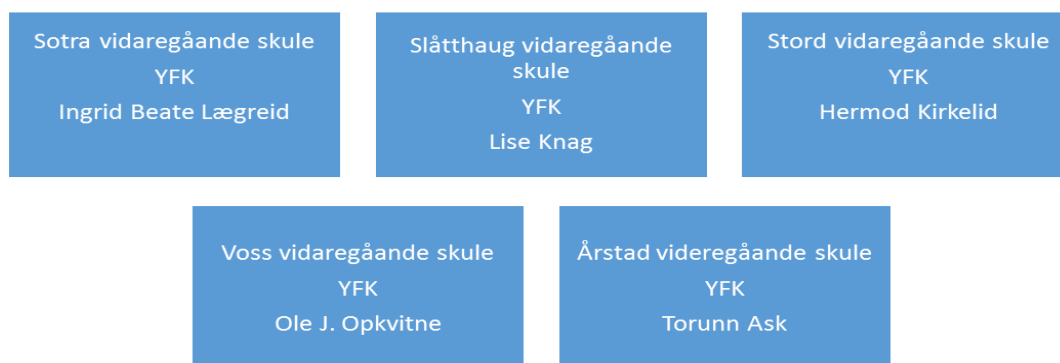 Sotra vidaregåande skule
YFK
Ingrid Beate Lægreid
Slåtthaug vidaregåande
skule
YFK
Lise Knag
Stord vidaregåande skule
YFK
Hermod Kirkelid
Voss vidaregåande skule
YFK
Ole J. Opkvitne
Årstad videregåande skule
YFK
Torunn Ask